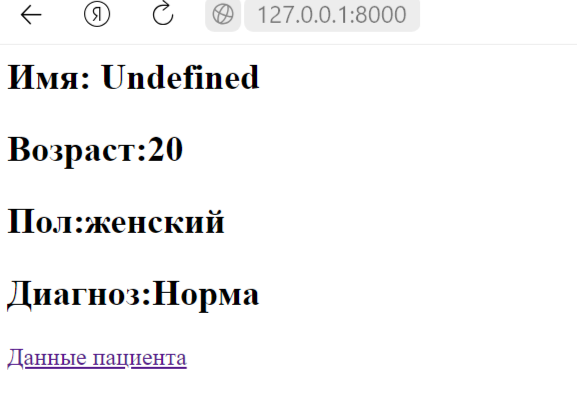 Я 127.0.0.1:8000
Имя: Undefined
Возраст:20
Пол:женский
Диагноз:Норма
Данные пациента